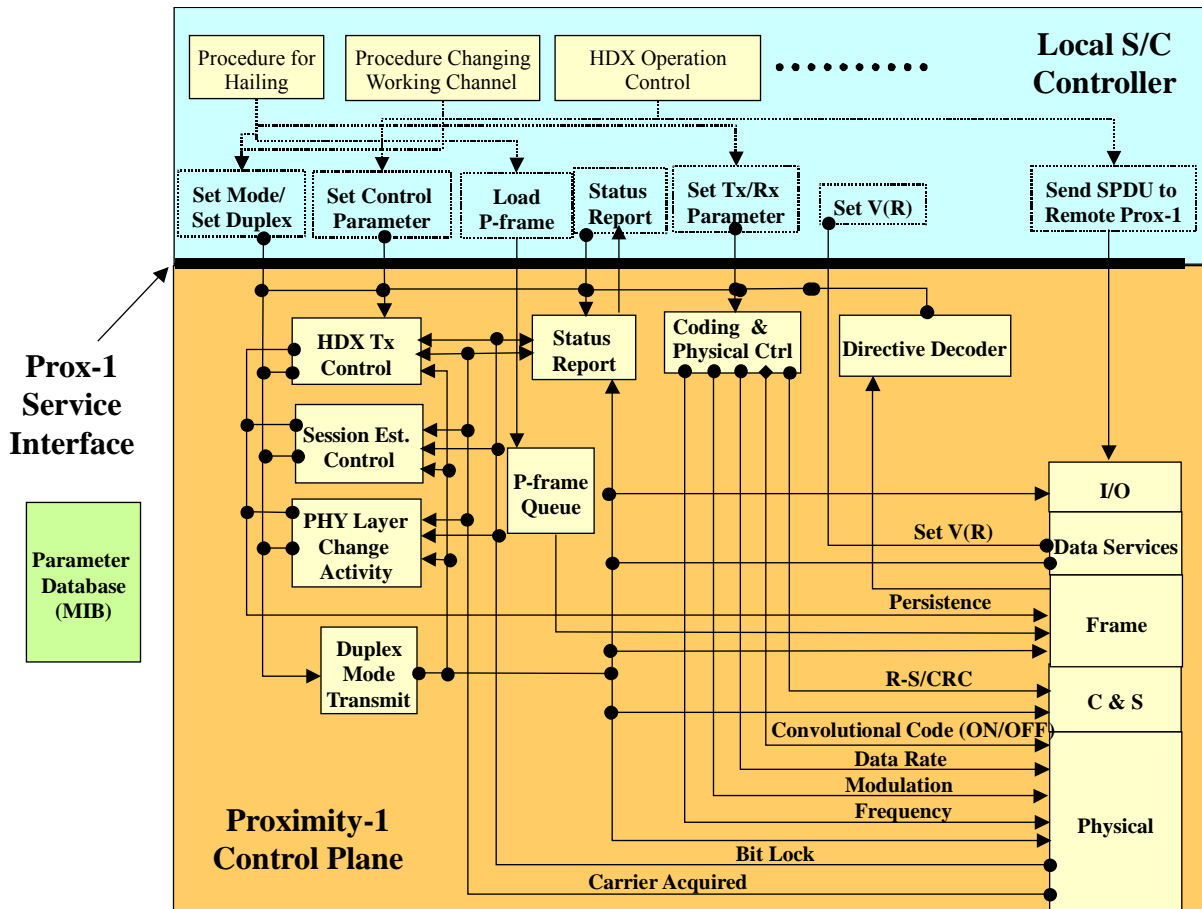 Local S/C
Controller
Procedure for
Hailing
Procedure Changing
Working Channel
HDX Operation
Control
Set Mode/
Set Duplex
Set Control
Parameter
Load
P-frame
Status
Report
Set Tx/Rx
Parameter
Set V(R)
Send SPDU to
Remote Prox-1
Prox-1
Service
Interface
Parameter
Database
(MIB)
HDX Tx
Control
Status
Report
Coding &
Physical Ctrl
Directive Decoder
Session Est.
Control
P-frame
Queue
PHY Layer
Change
Activity
Duplex
Mode
Transmit
I/O
Set V(R)
Data Services
Persistence
Frame
R-S/CRC
C & S
Convolutional Code (ON/OFF)
Data Rate
Modulation
Frequency
Physical
Bit Lock
Carrier Acquired
Proximity-1
Control Plane